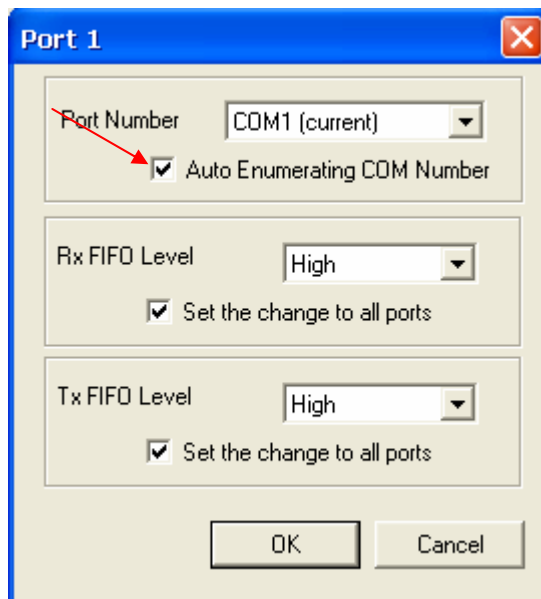 Port 1
Port Number COM1 (current)
Auto Enumerating COM Number
Rx FIFO Level High
Set the change to all ports
Tx FIFO Level High
Set the change to all ports
OK Cancel